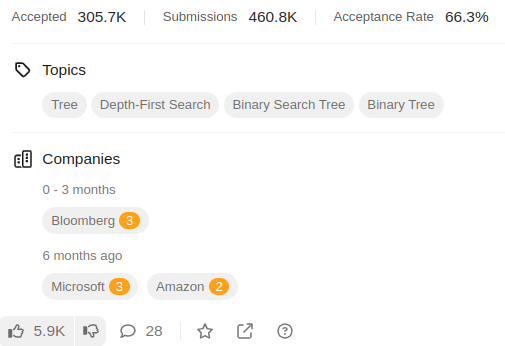 Accepted 305.7K Submissions 460.8K Acceptance Rate 66.3%
Topics
Tree Depth-First Search Binary Search Tree Binary Tree
Companies
0 - 3 months
Bloomberg 3
6 months ago
Microsoft 3 Amazon 2
5.9K 28